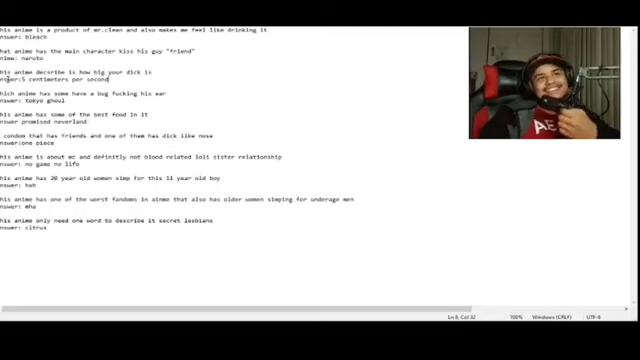 his anime is a product of mr.clean and also makes me feel like drinking it
nswer: bleach
hat anime has the main character kiss his guy "friend"
nswer: naruto
his anime decsribe is how big your dick is
nswer:5 centimeters per second
hich anime has some have a bug fucking his ear
nswer: tokyo ghoul
his anime has some of the best food in it
nswer promised neverland
condom that has friends and one of them has dick like nose
nswer:one piece
his anime is about mc and definitly not blood related loli sister relationship
nswer: no game no life
his anime has 20 year old women simp for this 11 year old boy
nswer: hxh
his anime has one of the worst fandoms in ainme that also has older women simping for underage men
nswer: mha
his anime only need one word to describe it secret lesbians
nswer: citrus
AE
Ln 8, Col 32
100%
Windows (CRLF)
UTF-8